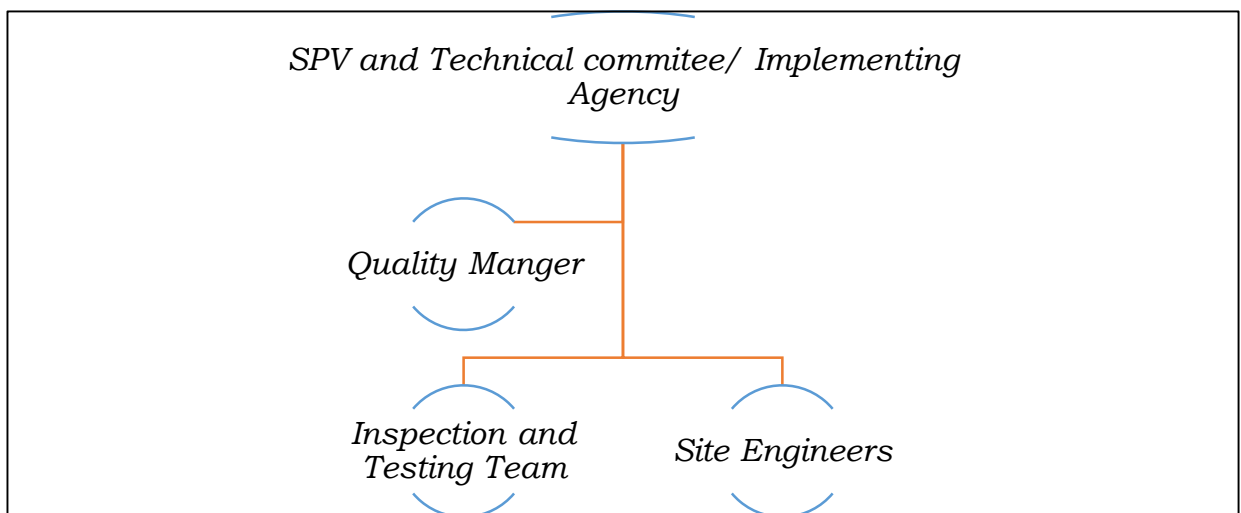 SPV and Technical commitee/ Implementing
Agency
Quality Manger
Inspection and
Testing Team
Site Engineers